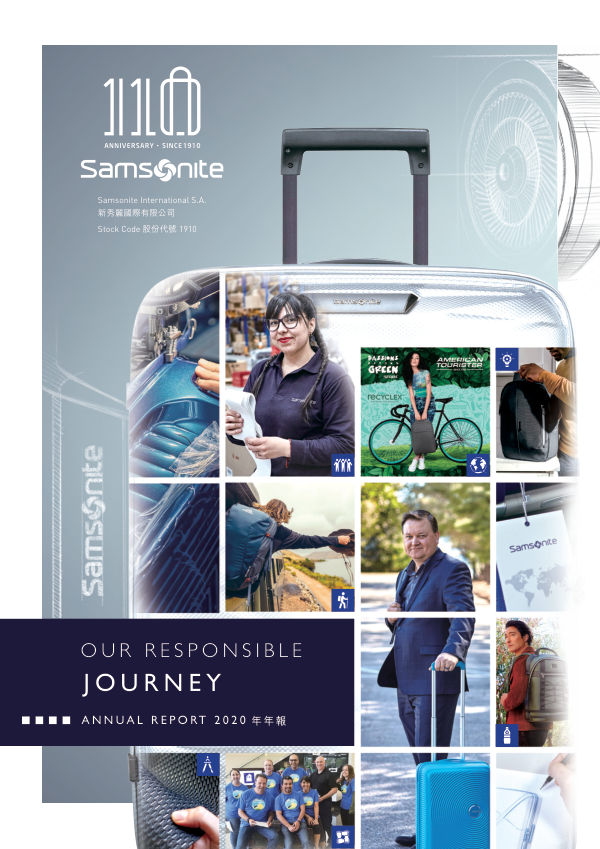 110
ANNIVERSARY • SINCE 1910
Samsonite
Samsonite International S.A.
新秀麗國際有限公司
Stock Code 股份代號 1910
Samsonite
PASSIONS
GREEN
AMERICAN
TOURISTER
RECYCLEX
Samsonite
Samsonite
OUR RESPONSIBLE
JOURNEY
ANNUAL REPORT 2020 年年報